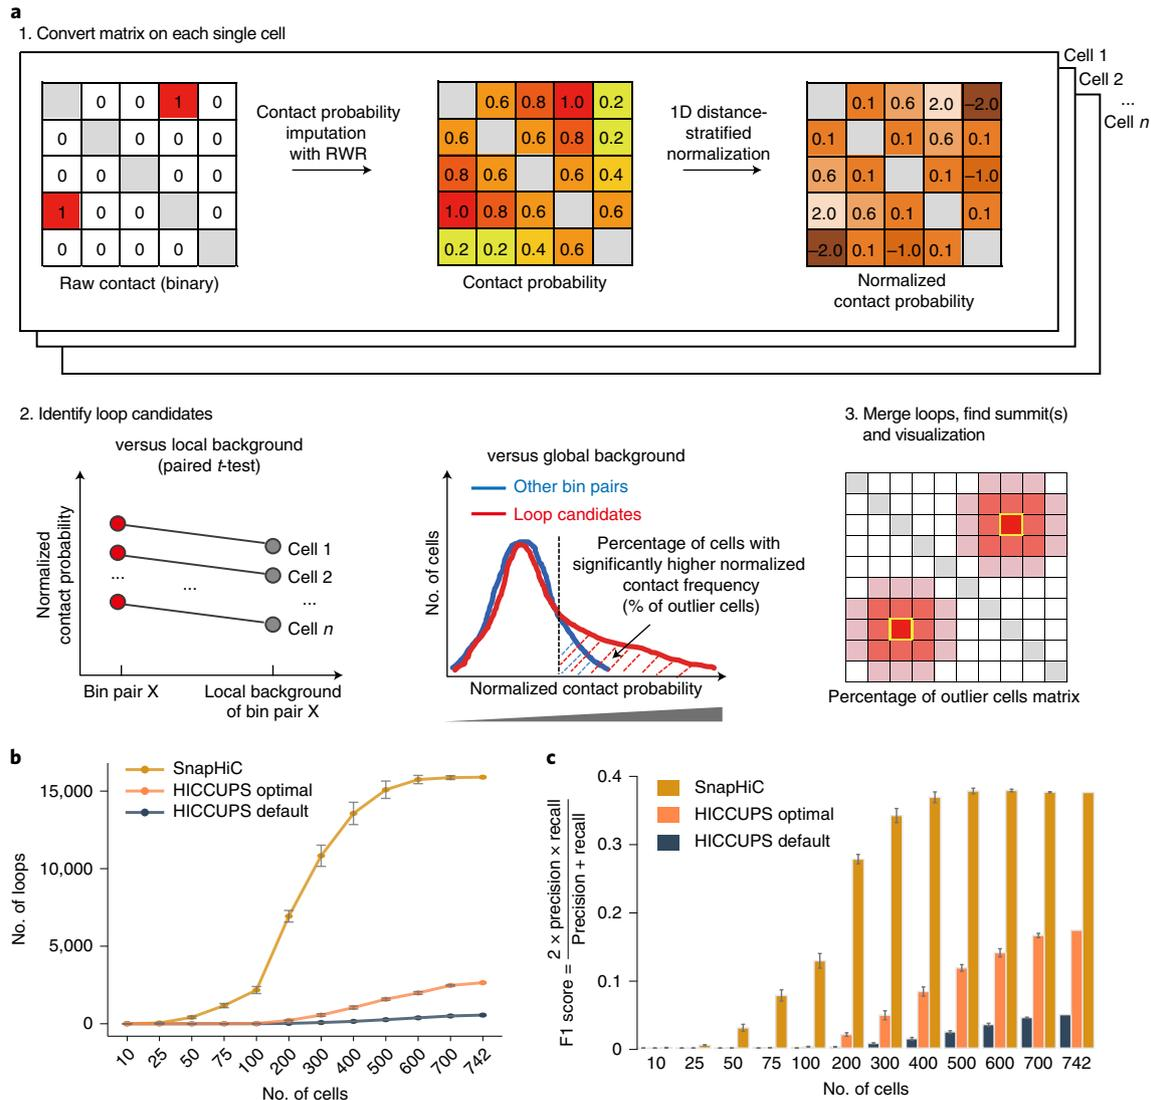 a
1. Convert matrix on each single cell
Cell 1
Cell 2
...
Cell n
0 0 1 0
0 0 0 0
0 0 0 0
1 0 0 0
0 0 0 0
Raw contact (binary)
Contact probability
imputation
with RWR
0.6 0.8 1.0 0.2
0.6 0.6 0.8 0.2
0.8 0.6 0.6 0.4
1.0 0.8 0.6 0.6
0.2 0.2 0.4 0.6
Contact probability
1D distance-
stratified
normalization
0.1 0.6 2.0 –2.0
0.1 0.1 0.6 0.1
0.6 0.1 0.1 –1.0
2.0 0.6 0.1 0.1
–2.0 0.1 –1.0 0.1
Normalized
contact probability
2. Identify loop candidates
versus local background
(paired t-test)
Normalized
contact probability
Cell 1
Cell 2
...
...
...
Cell n
Bin pair X
Local background
of bin pair X
versus global background
Other bin pairs
Loop candidates
No. of cells
Percentage of cells with
significantly higher normalized
contact frequency
(% of outlier cells)
Normalized contact probability
3. Merge loops, find summit(s)
and visualization
Percentage of outlier cells matrix
b
SnapHiC
HICCUPS optimal
HICCUPS default
No. of loops
15,000
10,000
5,000
0
10 25 50 75 100 200 300 400 500 600 700 742
No. of cells
c
SnapHiC
HICCUPS optimal
HICCUPS default
F1 score = 2 × precision × recall
Precision + recall
0.4
0.3
0.2
0.1
0
10 25 50 75 100 200 300 400 500 600 700 742
No. of cells